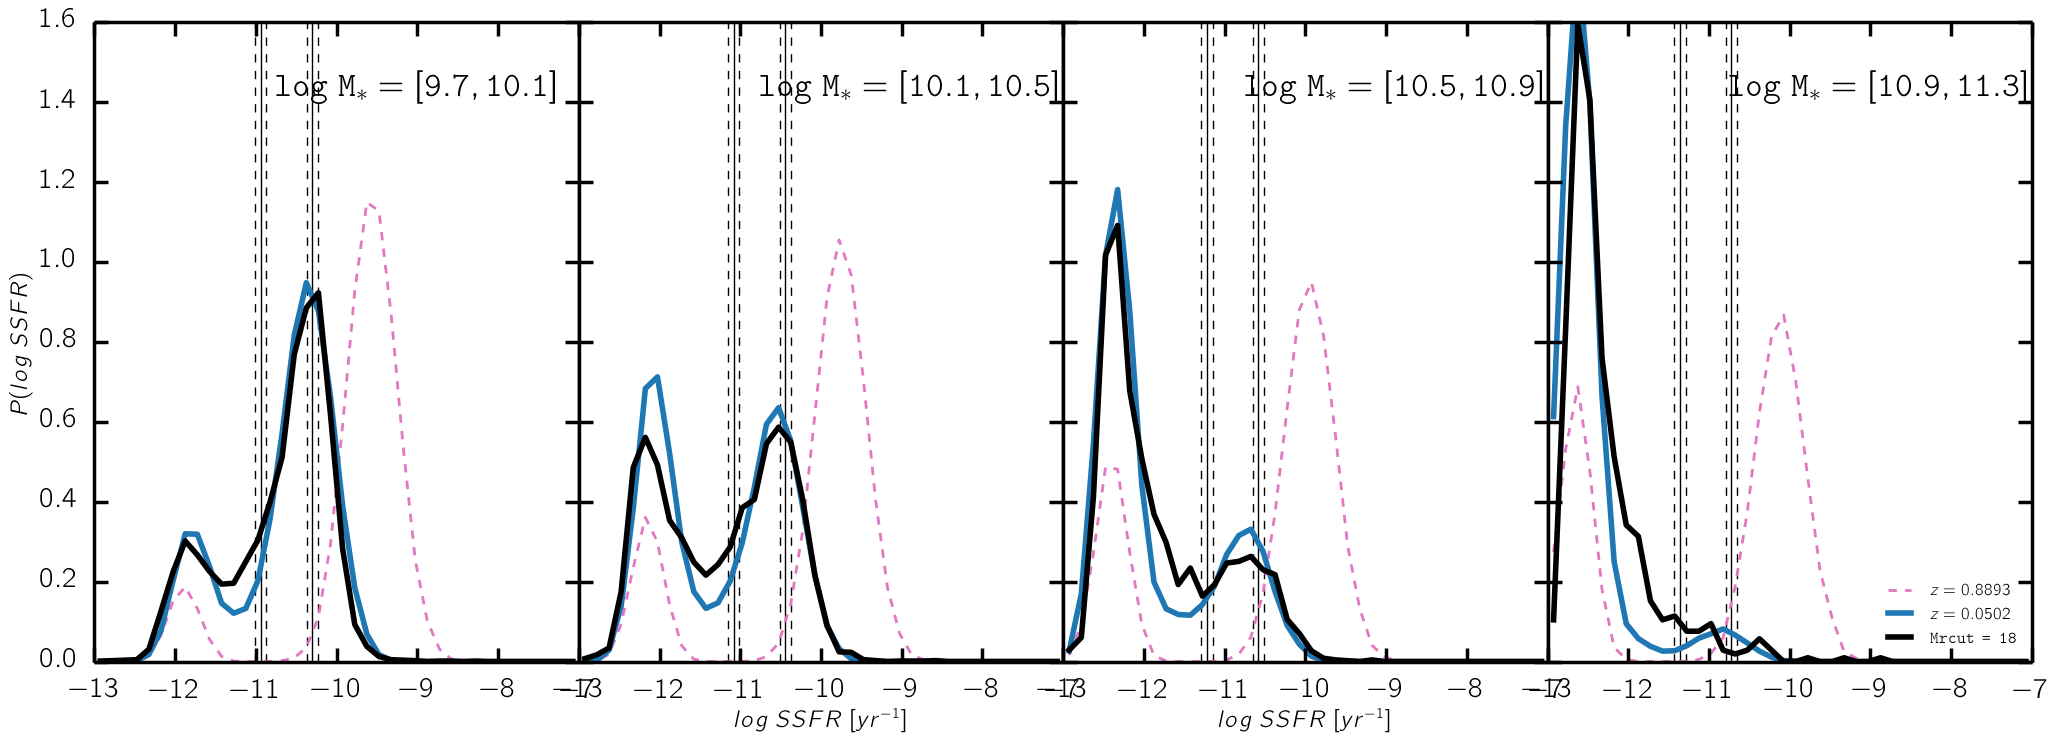 log M* = [9.7, 10.1]
log M* = [10.1, 10.5]
log M* = [10.5, 10.9]
log M* = [10.9, 11.3]
P(log SSFR)
1.6
1.4
1.2
1.0
0.8
0.6
0.4
0.2
0.0
z = 0.8893
z = 0.0502
Mrcut = 18
−13 −12 −11 −10 −9 −8 −7
−13 −12 −11 −10 −9 −8 −7
−13 −12 −11 −10 −9 −8 −7
−13 −12 −11 −10 −9 −8 −7
log SSFR [yr⁻¹]
log SSFR [yr⁻¹]